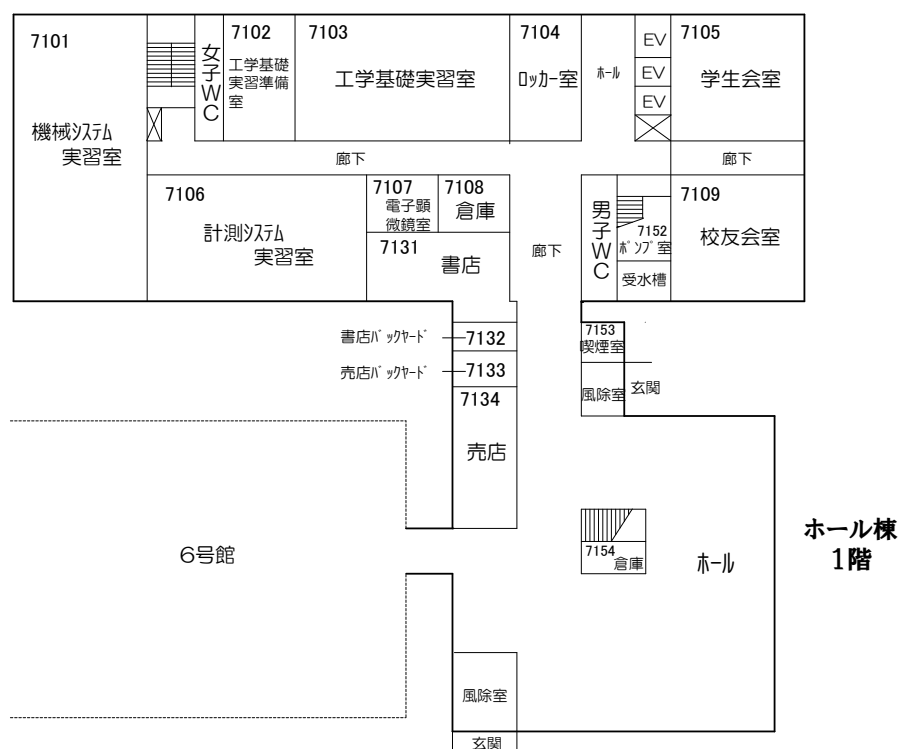 7101
機械ｼｽﾃﾑ
実習室
女子WC
7102
工学基礎
実習準備
室
7103
工学基礎実習室
7104
ﾛｯｶｰ室
ﾎｰﾙ
EV
EV
EV
7105
学生会室
廊下
廊下
7106
計測ｼｽﾃﾑ
実習室
7107
電子顕
微鏡室
7108
倉庫
7131
書店
廊下
男子WC
7152
ﾎﾟﾝﾌﾟ室
受水槽
7109
校友会室
書店ﾊﾞｯｸﾔｰﾄﾞ
7132
売店ﾊﾞｯｸﾔｰﾄﾞ
7133
7134
売店
7153
喫煙室
風除室
玄関
6号館
7154
倉庫
ﾎｰﾙ
ホール棟
1階
風除室
玄関